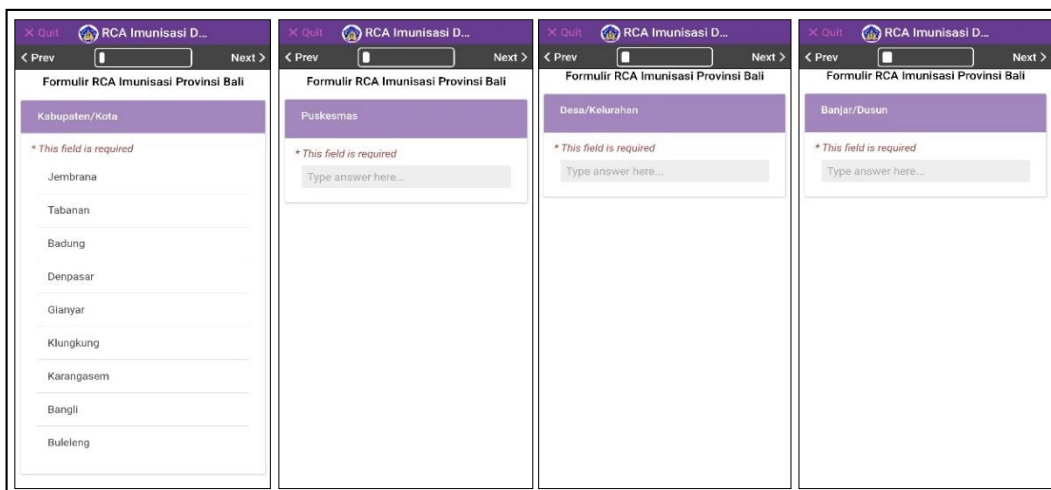 × Quit RCA Imunisasi D...
< Prev Next >
Formulir RCA Imunisasi Provinsi Bali
Kabupaten/Kota
* This field is required
Jembrana
Tabanan
Badung
Denpasar
Gianyar
Klungkung
Karangasem
Bangli
Buleleng
× Quit RCA Imunisasi D...
< Prev Next >
Formulir RCA Imunisasi Provinsi Bali
Puskesmas
* This field is required
Type answer here...
× Quit RCA Imunisasi D...
< Prev Next >
Formulir RCA Imunisasi Provinsi Bali
Desa/Kelurahan
* This field is required
Type answer here...
× Quit RCA Imunisasi D...
< Prev Next >
Formulir RCA Imunisasi Provinsi Bali
Banjar/Dusun
* This field is required
Type answer here...